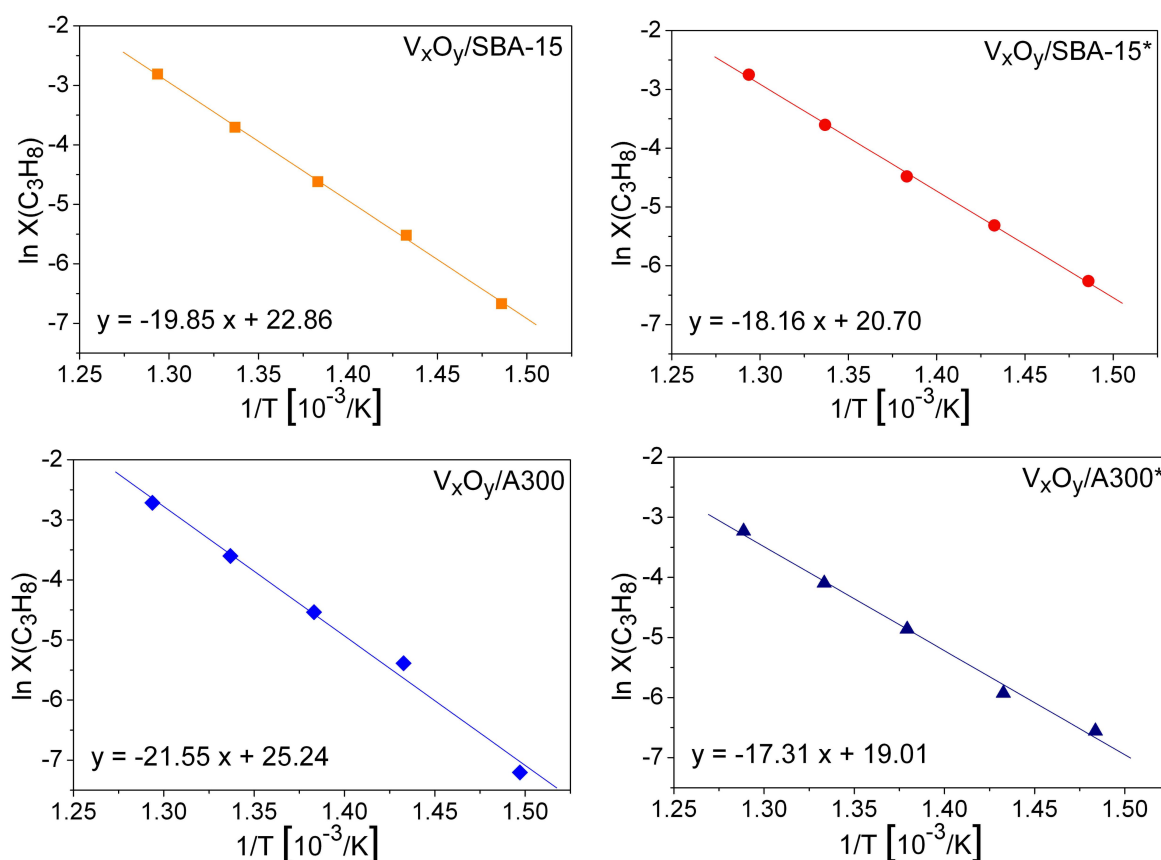 VxOy/SBA-15
ln X(C3H8)
-2
-3
-4
-5
-6
-7
y = -19.85 x + 22.86
1.25 1.30 1.35 1.40 1.45 1.50
1/T [10-3/K]
VxOy/SBA-15*
ln X(C3H8)
-2
-3
-4
-5
-6
-7
y = -18.16 x + 20.70
1.25 1.30 1.35 1.40 1.45 1.50
1/T [10-3/K]
VxOy/A300
ln X(C3H8)
-2
-3
-4
-5
-6
-7
y = -21.55 x + 25.24
1.25 1.30 1.35 1.40 1.45 1.50
1/T [10-3/K]
VxOy/A300*
ln X(C3H8)
-2
-3
-4
-5
-6
-7
y = -17.31 x + 19.01
1.25 1.30 1.35 1.40 1.45 1.50
1/T [10-3/K]